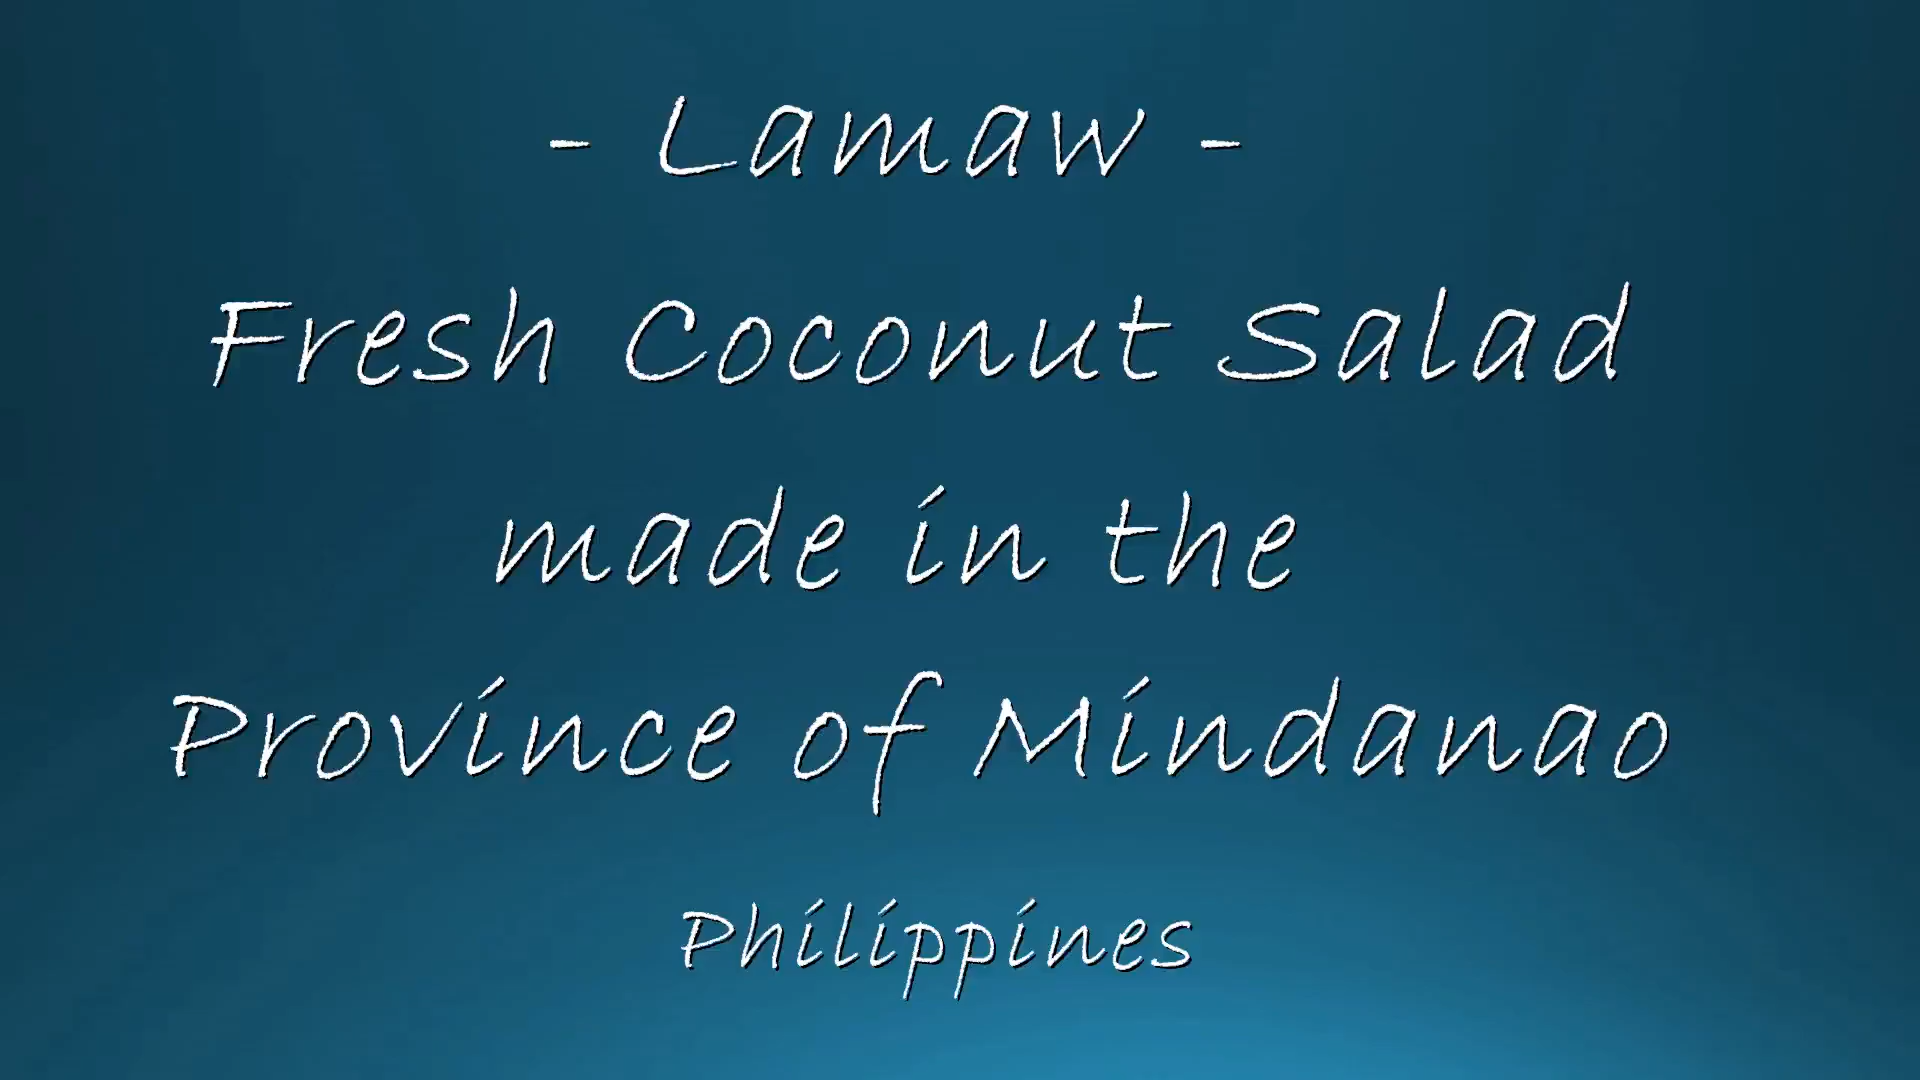 - Lamaw -
Fresh Coconut Salad
made in the
Province of Mindanao
Philippines